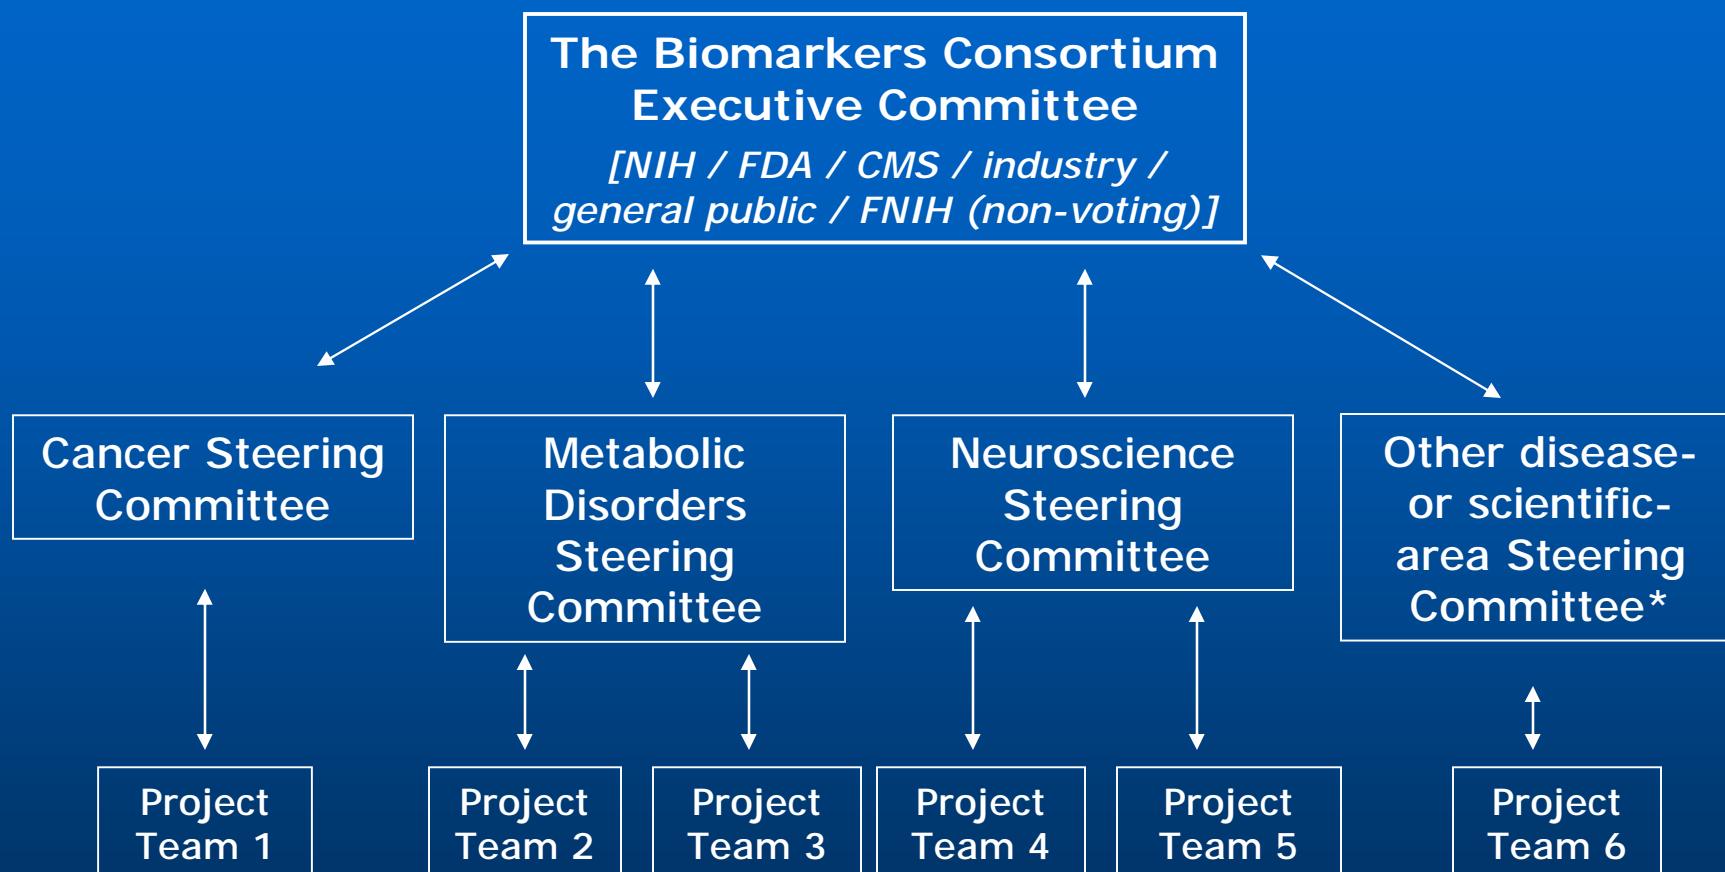 The Biomarkers Consortium
Executive Committee
[NIH / FDA / CMS / industry /
general public / FNIH (non-voting)]
Cancer Steering
Committee
Metabolic
Disorders
Steering
Committee
Neuroscience
Steering
Committee
Other disease-
or scientific-
area Steering
Committee*
Project
Team 1
Project
Team 2
Project
Team 3
Project
Team 4
Project
Team 5
Project
Team 6